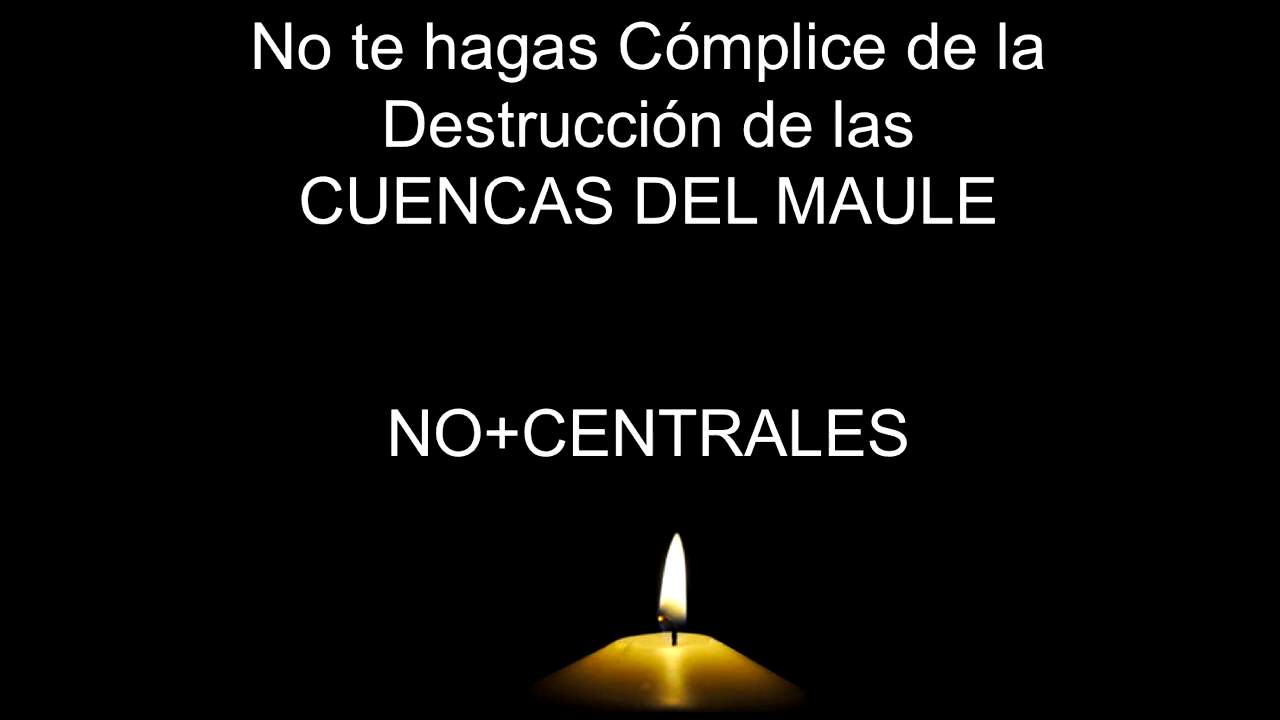 No te hagas Cómplice de la
Destrucción de las
CUENCAS DEL MAULE
NO+CENTRALES